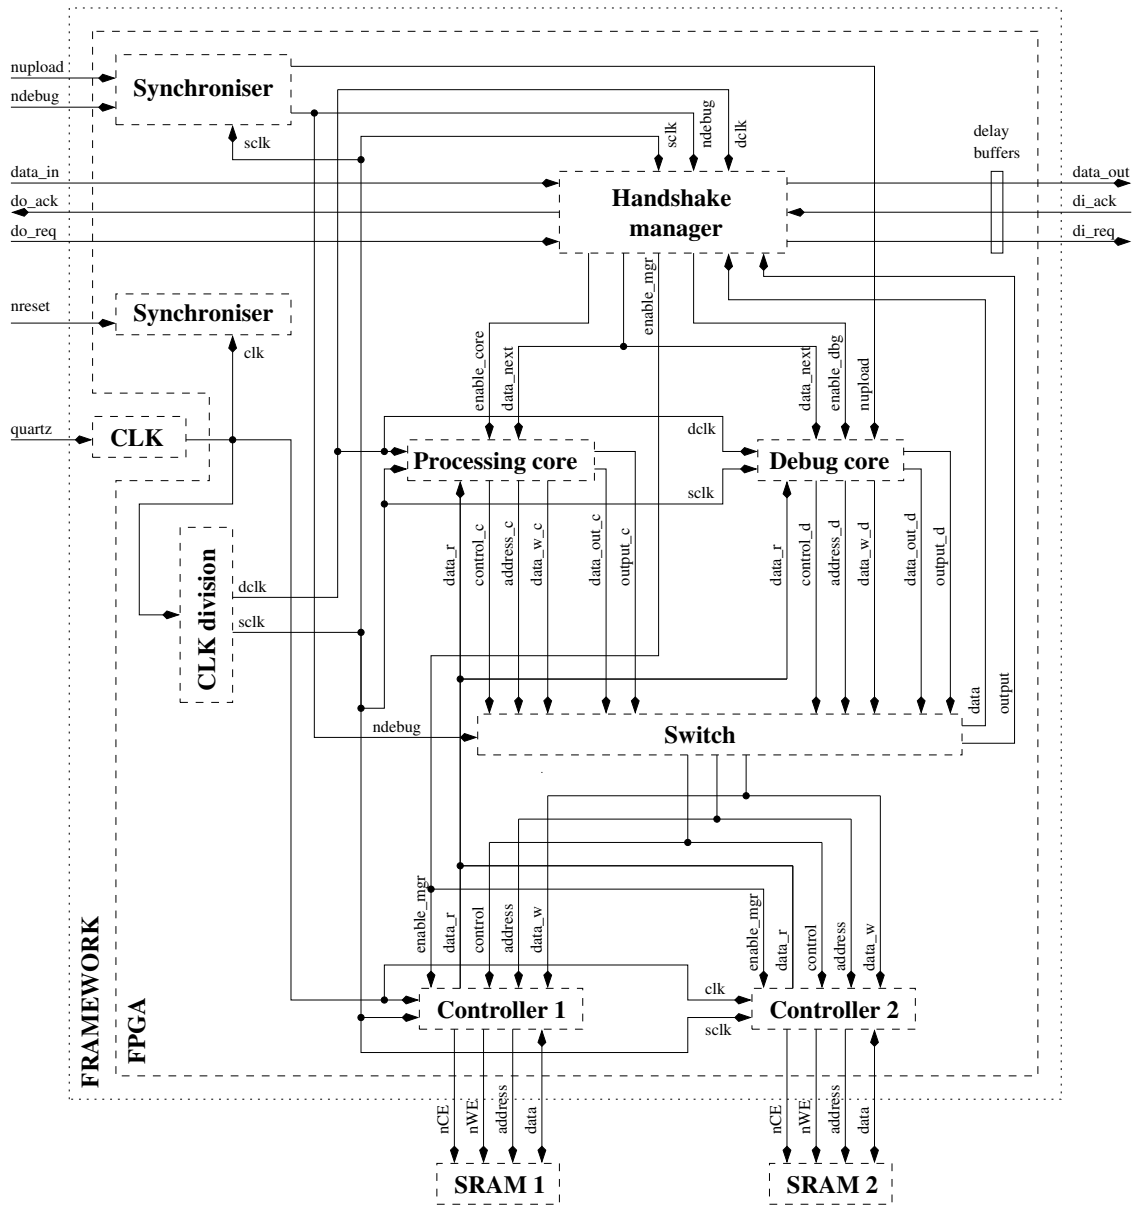 nupload
ndebug
Synchroniser
sclk
sclk
ndebug
dclk
delay
buffers
data_in
do_ack
do_req
Handshake
manager
data_out
di_ack
di_req
nreset
Synchroniser
clk
enable_mgr
enable_core
data_next
data_next
enable_dbg
nupload
quartz
CLK
dclk
Processing core
Debug core
sclk
data_r
control_c
address_c
data_w_c
data_out_c
output_c
data_r
control_d
address_d
data_w_d
data_out_d
output_d
CLK division
dclk
sclk
data
output
ndebug
Switch
enable_mgr
data_r
control
address
data_w
enable_mgr
data_r
control
address
data_w
FRAMEWORK
FPGA
Controller 1
clk
sclk
Controller 2
nCE
nWE
address
data
nCE
nWE
address
data
SRAM 1
SRAM 2